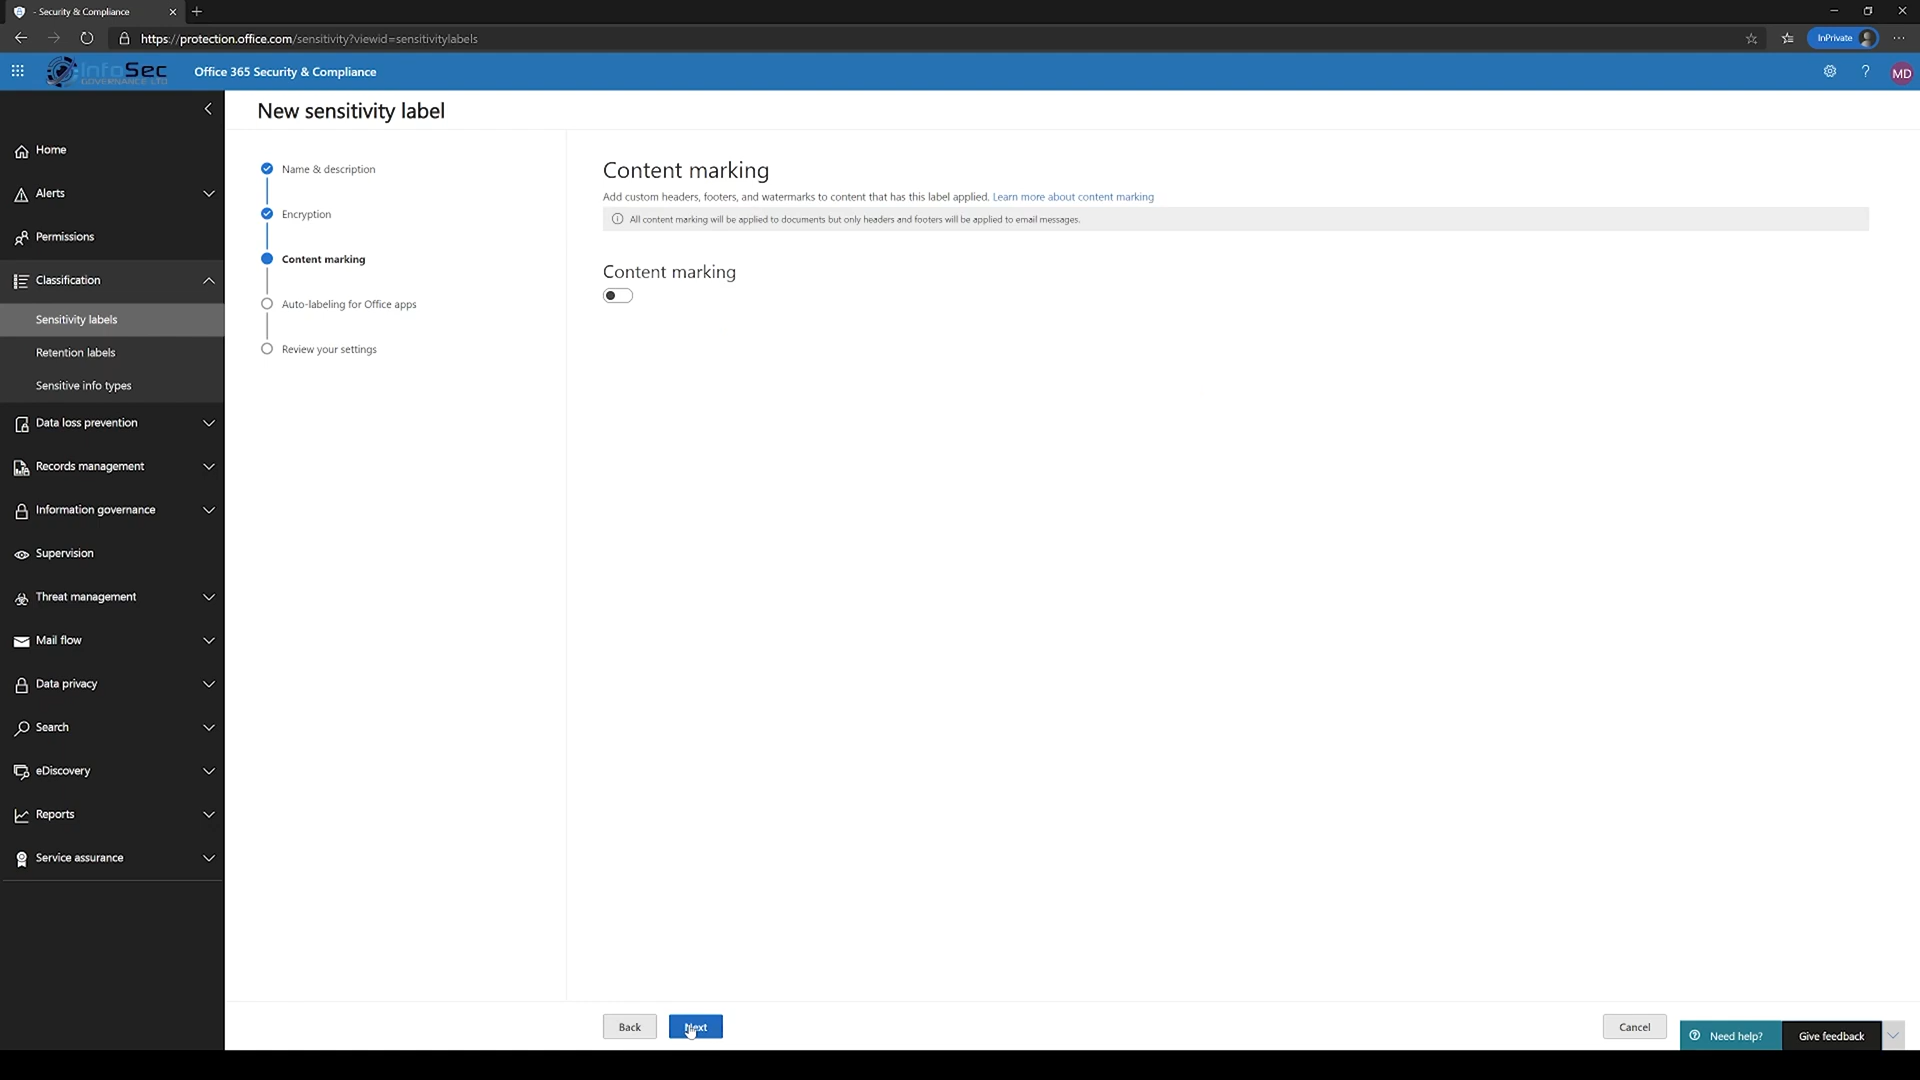 - Security & Compliance
https://protection.office.com/sensitivity?viewid=sensitivitylabels
InPrivate
InfoSec
GOVERNANCE LTD
Office 365 Security & Compliance
?
MD
New sensitivity label
Home
Alerts
Permissions
Classification
Sensitivity labels
Retention labels
Sensitive info types
Data loss prevention
Records management
Information governance
Supervision
Threat management
Mail flow
Data privacy
Search
eDiscovery
Reports
Service assurance
Name & description
Encryption
Content marking
Auto-labeling for Office apps
Review your settings
Content marking
Add custom headers, footers, and watermarks to content that has this label applied. Learn more about content marking
All content marking will be applied to documents but only headers and footers will be applied to email messages.
Content marking
Back
Next
Cancel
Need help?
Give feedback